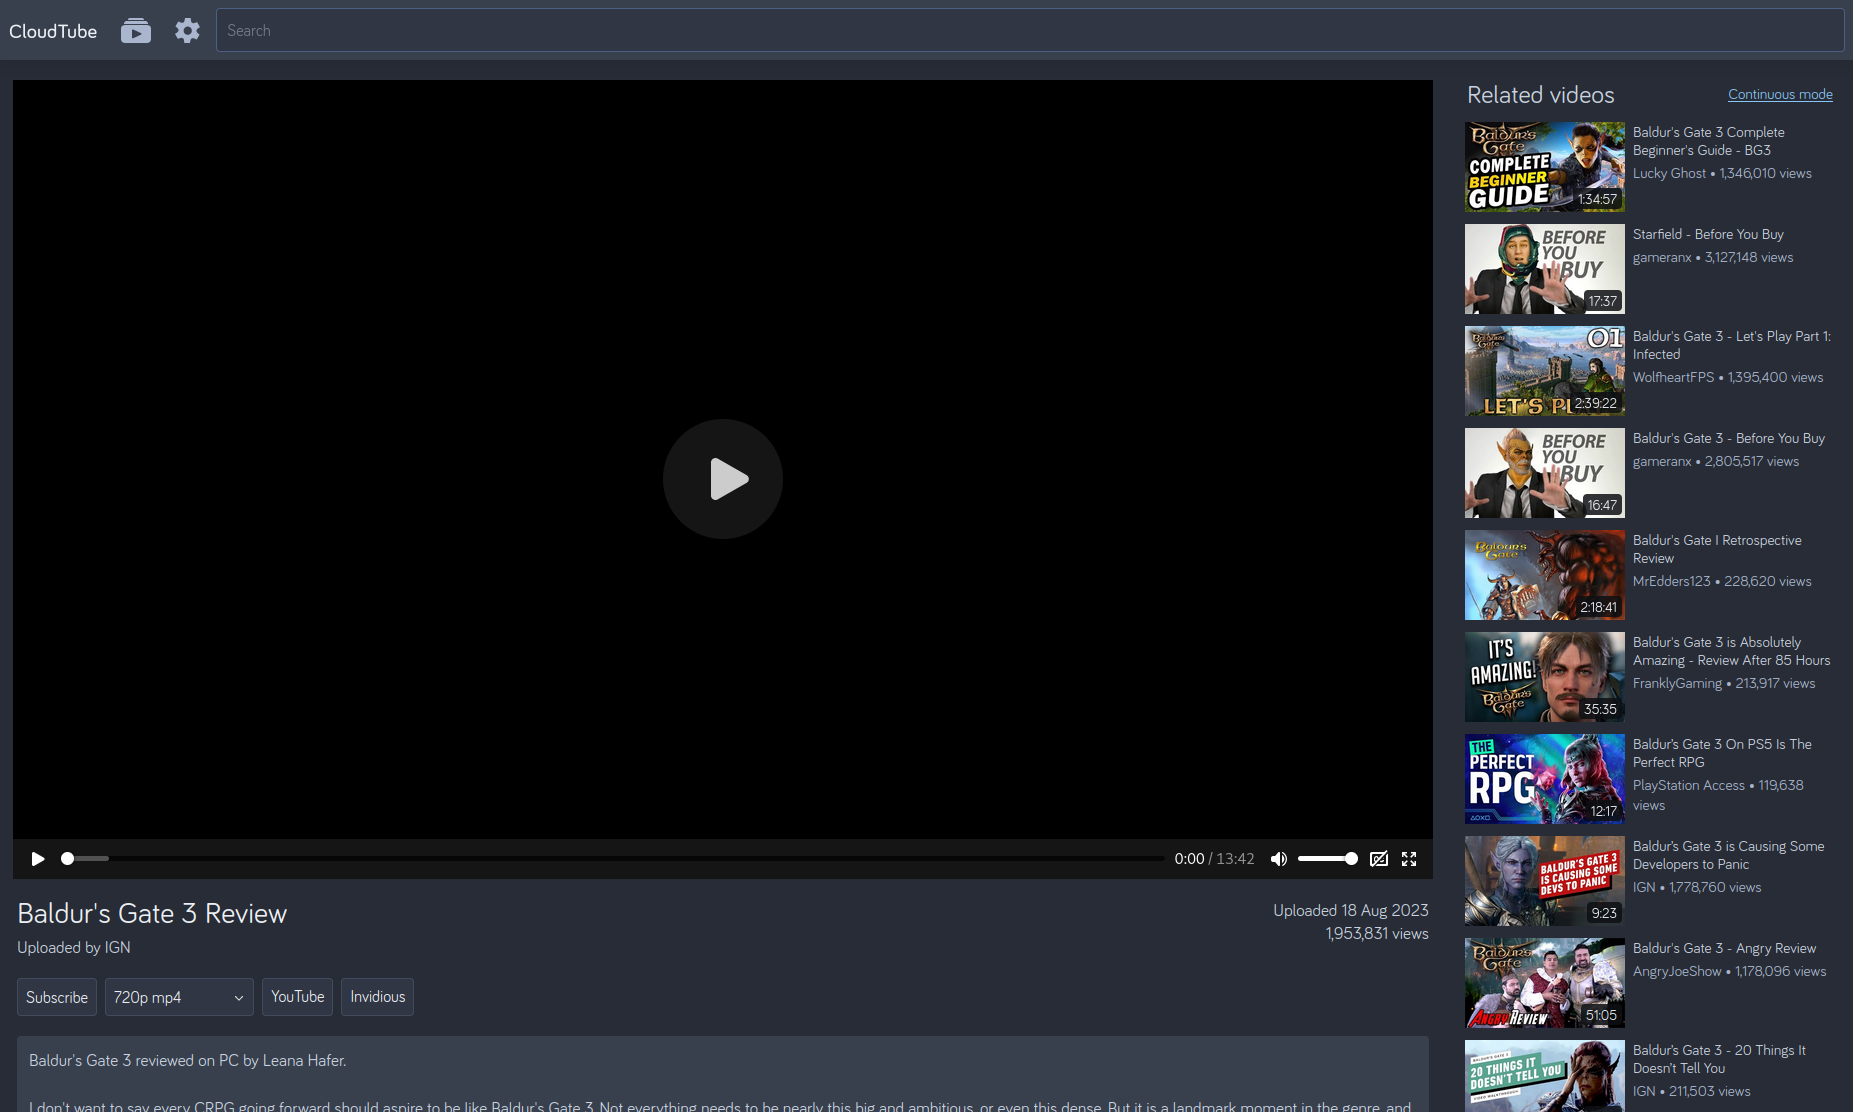 CloudTube
Search
Related videos
Continuous mode
Baldur's Gate
COMPLETE
BEGINNER
GUIDE
1:34:57
Baldur's Gate 3 Complete
Beginner's Guide - BG3
Lucky Ghost • 1,346,010 views
BEFORE
YOU
BUY
17:37
Starfield - Before You Buy
gameranx • 3,127,148 views
Baldur's Gate
01
LET'S PL
2:39:22
Baldur's Gate 3 - Let's Play Part 1:
Infected
WolfheartFPS • 1,395,400 views
BEFORE
YOU
BUY
16:47
Baldur's Gate 3 - Before You Buy
gameranx • 2,805,517 views
Baldur's
Gate
2:18:41
Baldur's Gate I Retrospective
Review
MrEdders123 • 228,620 views
IT'S
AMAZING!
Baldur's
Gate
35:35
Baldur's Gate 3 is Absolutely
Amazing - Review After 85 Hours
FranklyGaming • 213,917 views
THE
PERFECT
RPG
12:17
Baldur's Gate 3 On PS5 Is The
Perfect RPG
PlayStation Access • 119,638
views
BALDUR'S GATE 3
IS CAUSING SOME
DEVS TO PANIC
9:23
Baldur's Gate 3 is Causing Some
Developers to Panic
IGN • 1,778,760 views
Baldur's
Gate
ANGRY REVIEW
51:05
Baldur's Gate 3 - Angry Review
AngryJoeShow • 1,178,096 views
BALDUR'S GATE 3
20 THINGS IT
DOESN'T TELL YOU
Baldur's Gate 3 - 20 Things It
Doesn't Tell You
IGN • 211,503 views
0:00 / 13:42
Baldur's Gate 3 Review
Uploaded by IGN
Uploaded 18 Aug 2023
1,953,831 views
Subscribe
720p mp4
YouTube
Invidious
Baldur's Gate 3 reviewed on PC by Leana Hafer.
I don't want to say every CRPG going forward should aspire to be like Baldur's Gate 3. Not everything needs to be nearly this big and ambitious, or even this dense. But it is a landmark moment in the genre, and